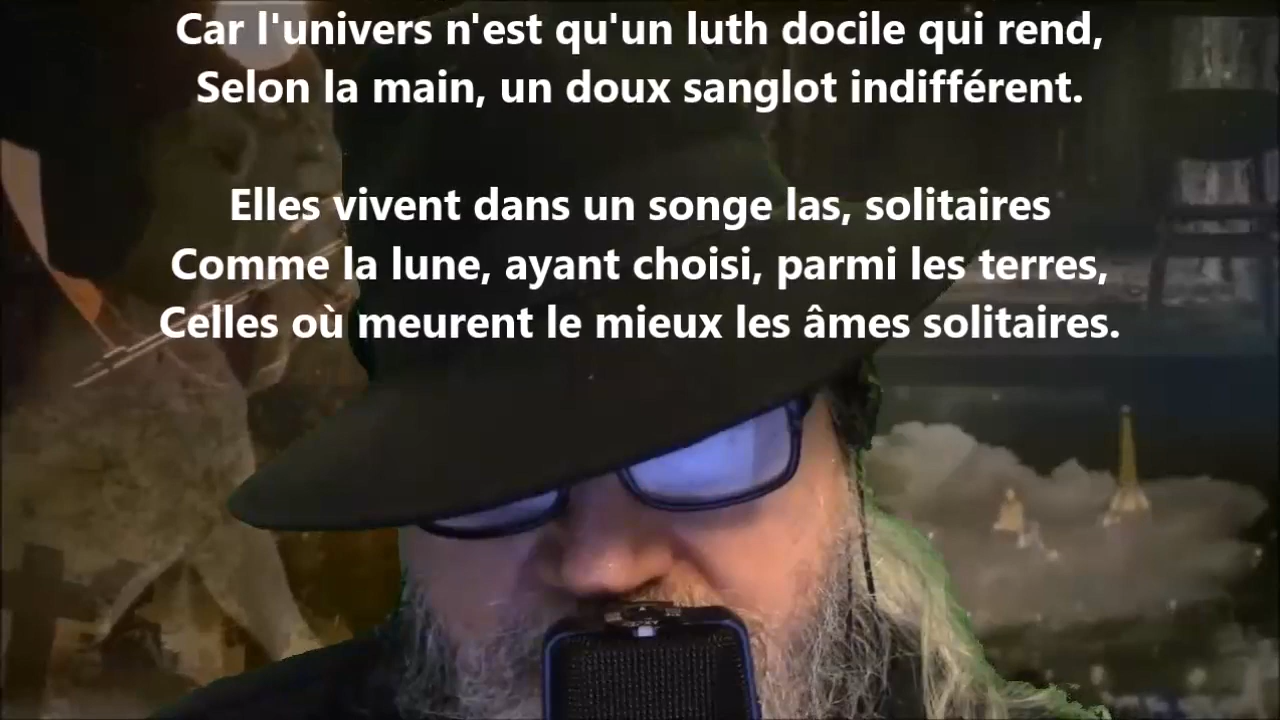 Car l'univers n'est qu'un luth docile qui rend,
Selon la main, un doux sanglot indifférent.
Elles vivent dans un songe las, solitaires
Comme la lune, ayant choisi, parmi les terres,
Celles où meurent le mieux les âmes solitaires.